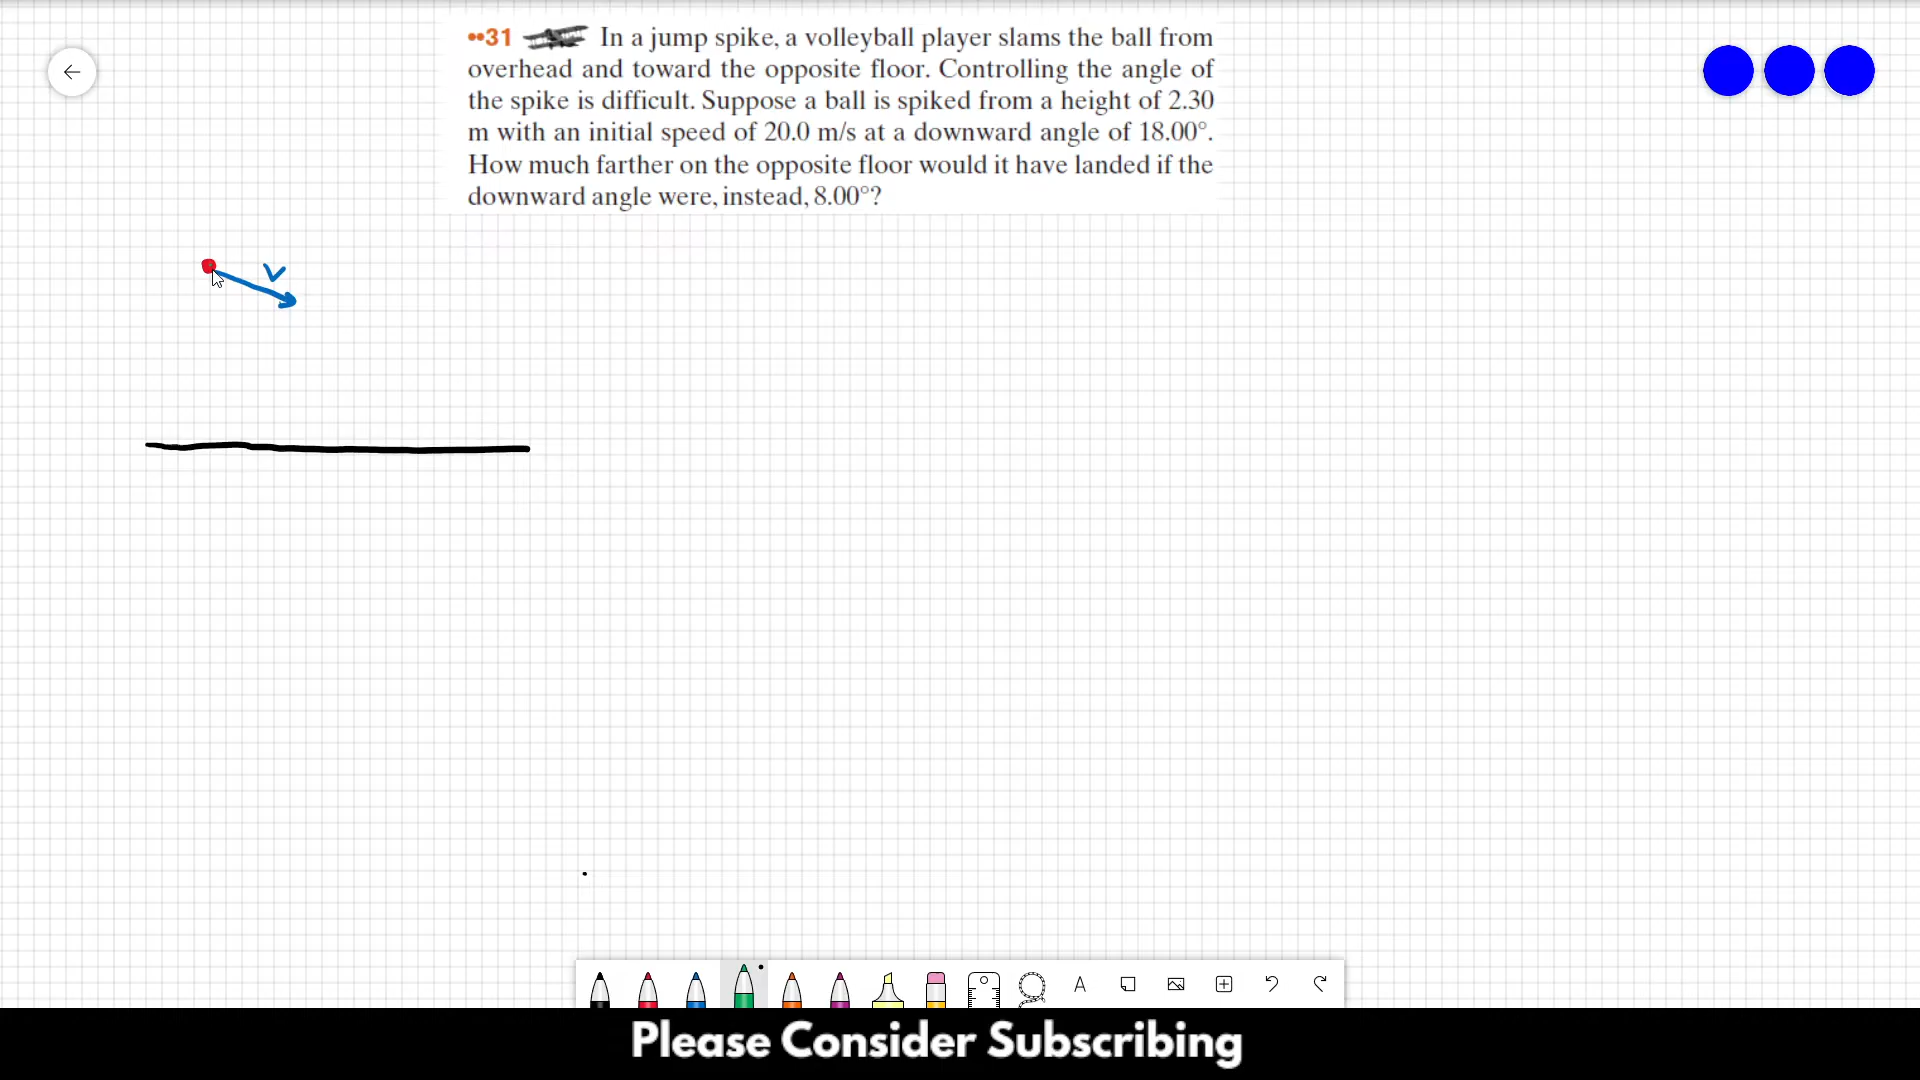 ••31 In a jump spike, a volleyball player slams the ball from
overhead and toward the opposite floor. Controlling the angle of
the spike is difficult. Suppose a ball is spiked from a height of 2.30
m with an initial speed of 20.0 m/s at a downward angle of 18.00°.
How much farther on the opposite floor would it have landed if the
downward angle were, instead, 8.00°?
V
A
Please Consider Subscribing